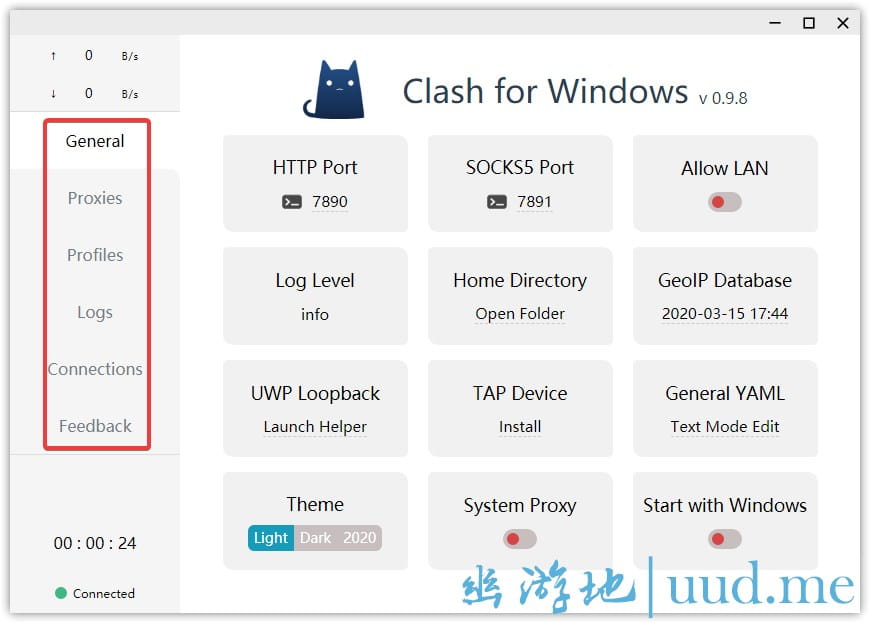 ↑ 0 B/s
↓ 0 B/s
General
Proxies
Profiles
Logs
Connections
Feedback
00 : 00 : 24
Connected
Clash for Windows v 0.9.8
HTTP Port
7890
SOCKS5 Port
7891
Allow LAN
Log Level
info
Home Directory
Open Folder
GeoIP Database
2020-03-15 17:44
UWP Loopback
Launch Helper
TAP Device
Install
General YAML
Text Mode Edit
Theme
Light Dark 2020
System Proxy
Start with Windows
幽游地|uud.me